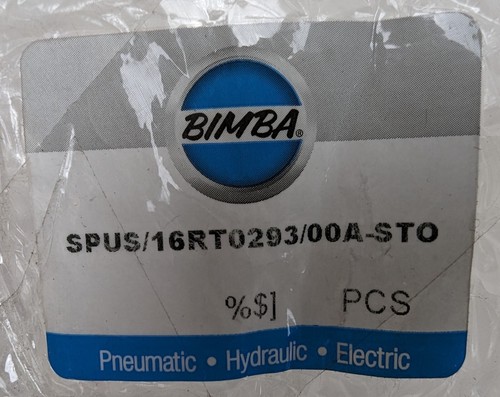 BIMBA®
SPUS/16RT0293/00A-STO
%$] PCS
Pneumatic • Hydraulic • Electric